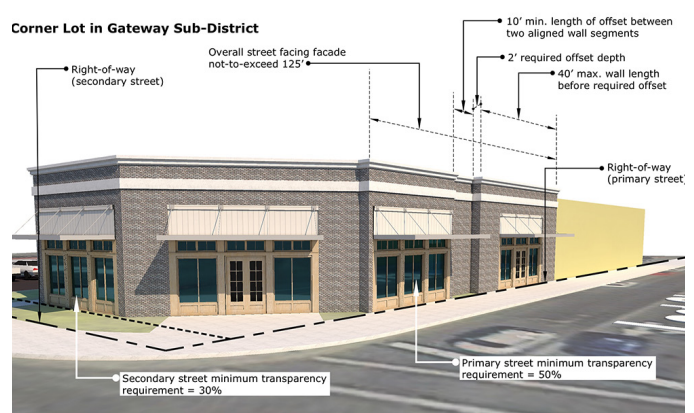 Corner Lot in Gateway Sub-District
10' min. length of offset between
two aligned wall segments
Overall street facing facade
not-to-exceed 125'
2' required offset depth
Right-of-way
(secondary street)
40' max. wall length
before required offset
Right-of-way
(primary street)
Primary street minimum transparency
requirement = 50%
Secondary street minimum transparency
requirement = 30%